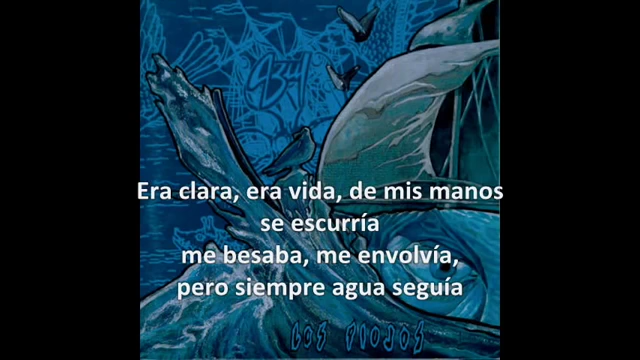 Azul
Era clara, era vida, de mis manos
se escurría
me besaba, me envolvía,
pero siempre agua seguía
LOS PIOJOS